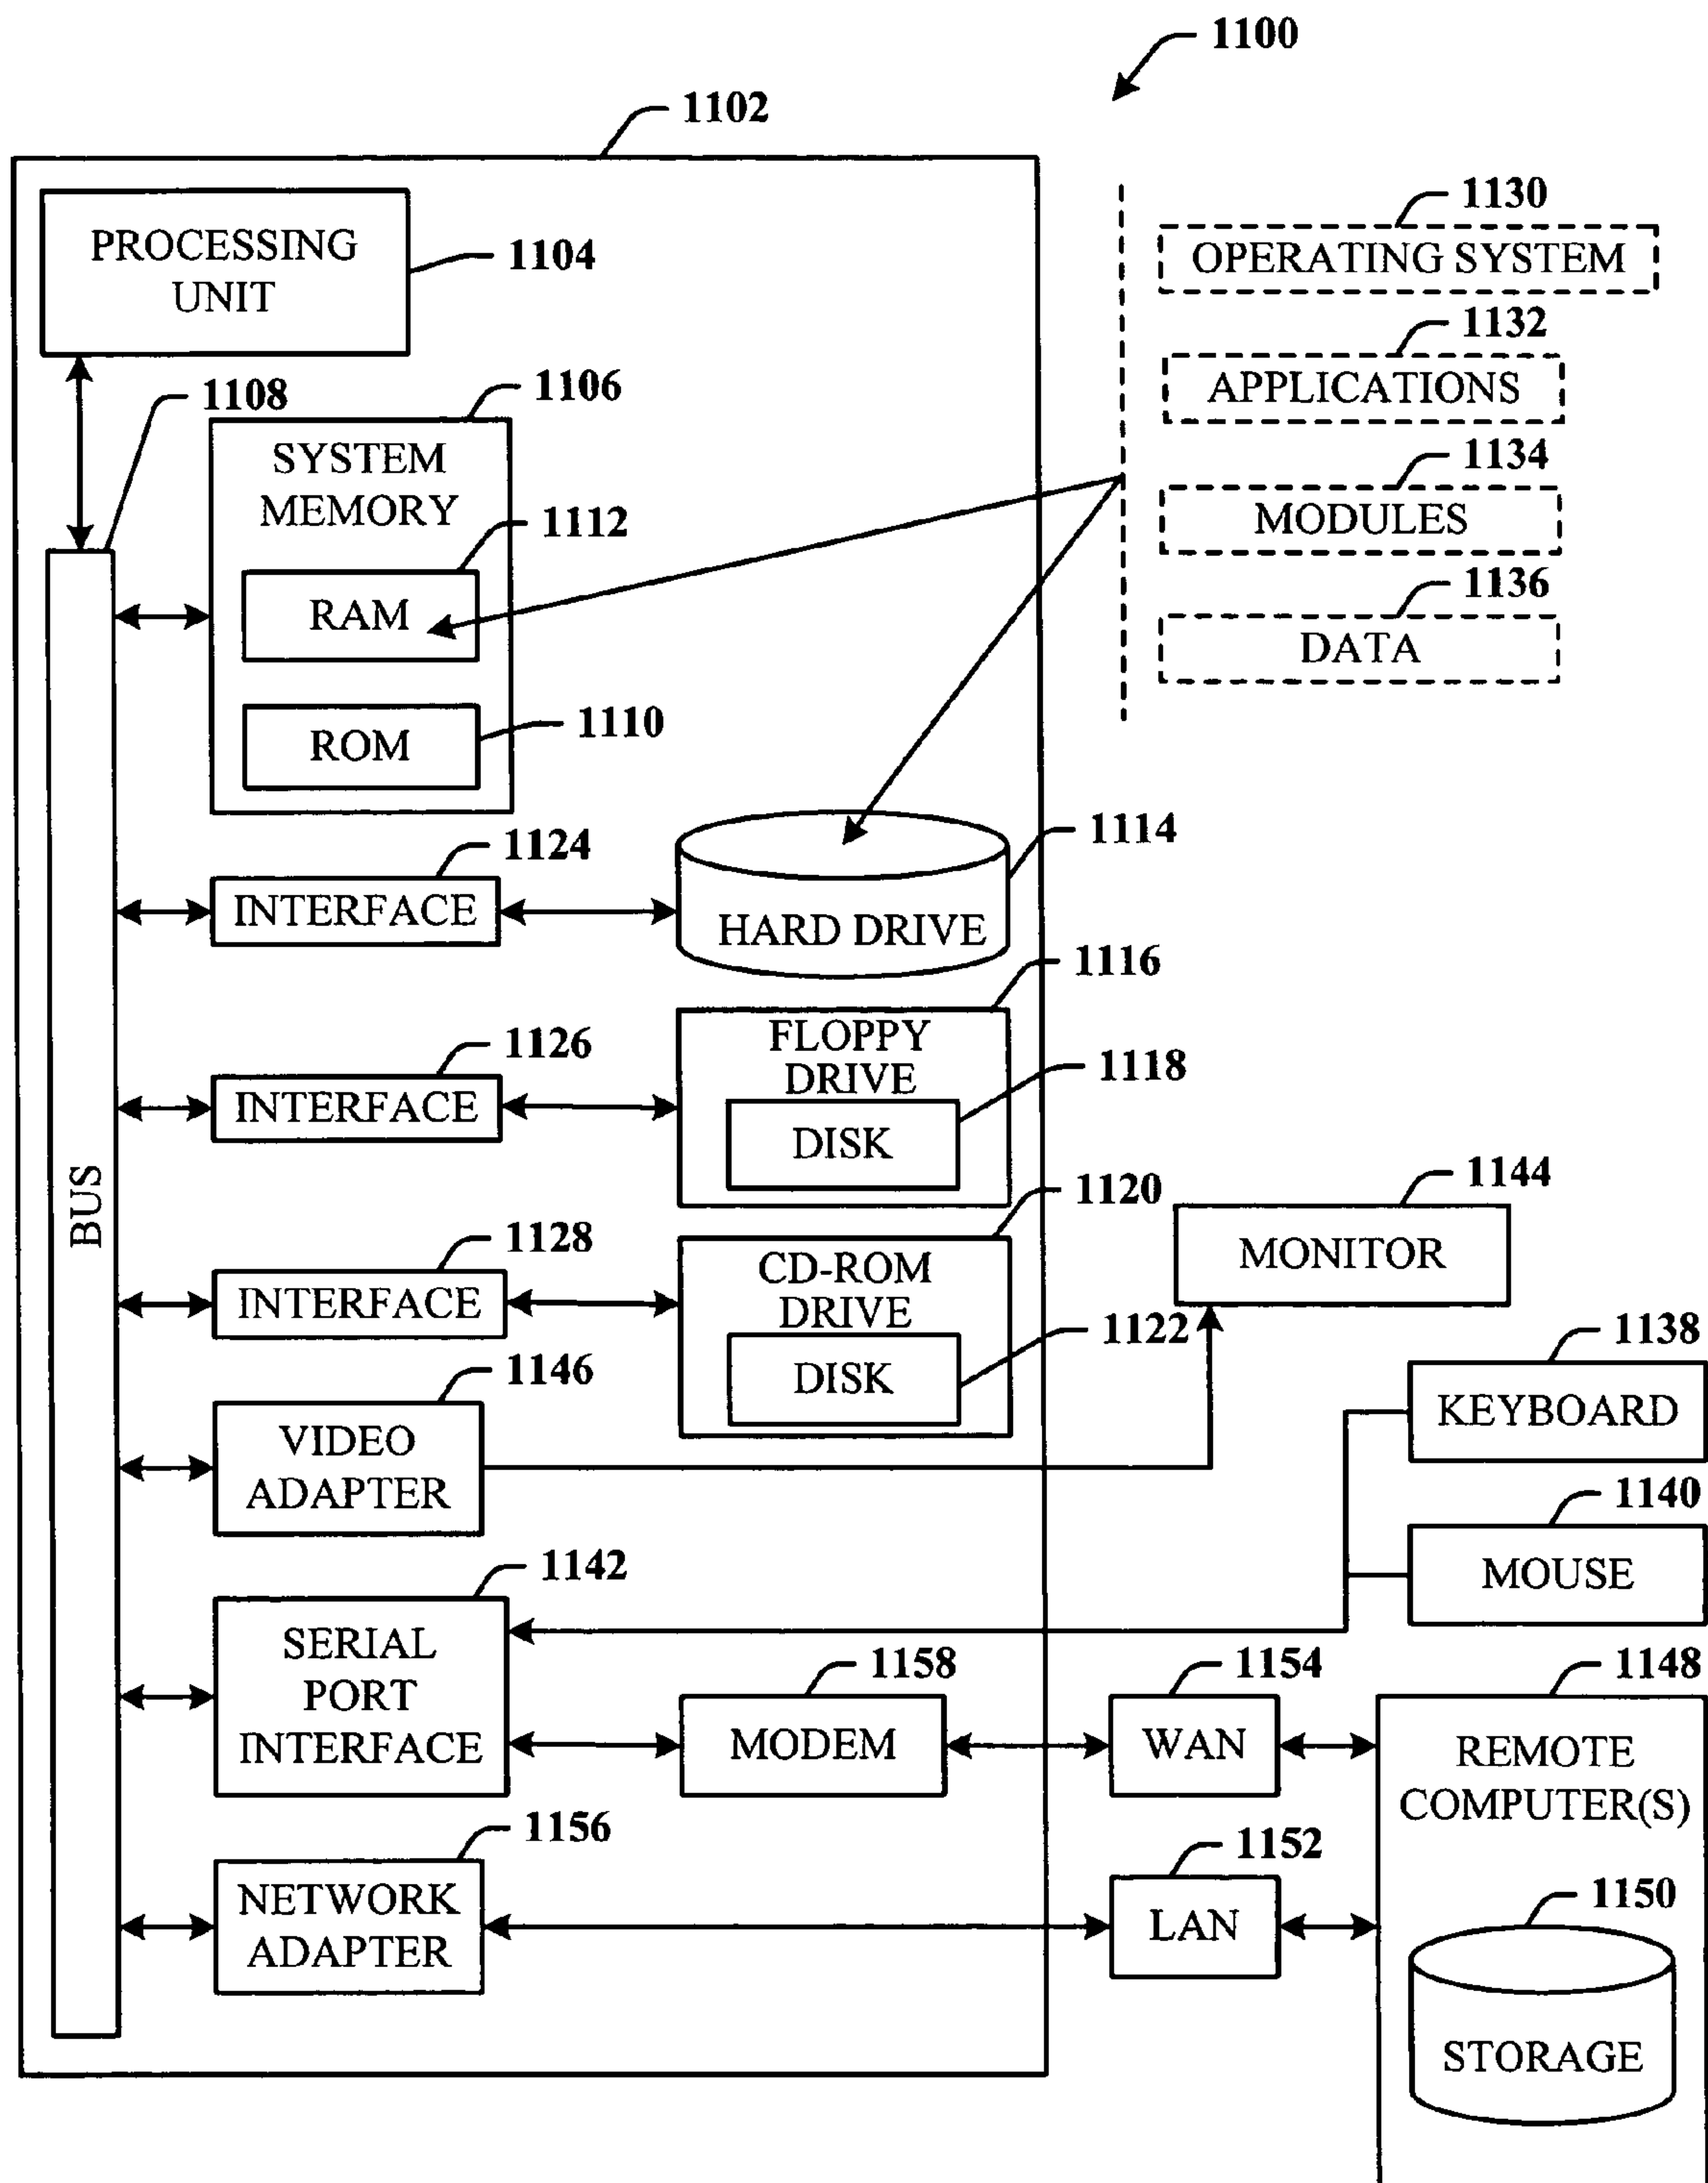 1100
1102
PROCESSING
UNIT
1104
1130
OPERATING SYSTEM
1132
APPLICATIONS
1134
MODULES
1136
DATA
1108
1106
SYSTEM
MEMORY
1112
RAM
1110
ROM
1124
INTERFACE
1114
HARD DRIVE
1116
FLOPPY
DRIVE
1126
INTERFACE
1118
DISK
BUS
1120
CD-ROM
DRIVE
1128
INTERFACE
1122
DISK
1144
MONITOR
1138
KEYBOARD
1146
VIDEO
ADAPTER
1140
MOUSE
1142
SERIAL
PORT
INTERFACE
1158
MODEM
1154
WAN
1148
REMOTE
COMPUTER(S)
1156
NETWORK
ADAPTER
1152
LAN
1150
STORAGE